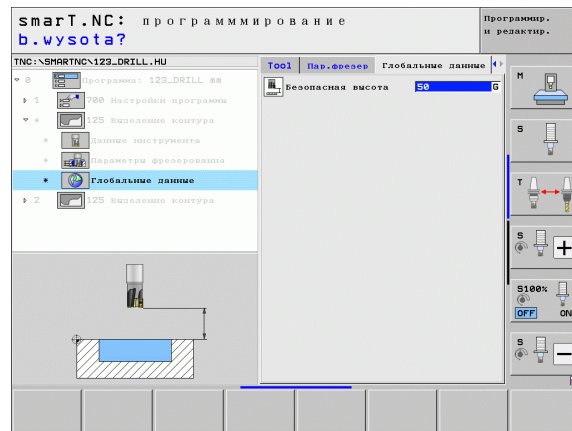 smarT.NC: программмирование
b.wysota?
Программир.
и редактир.
TNC:\SMARTNC\123_DRILL.HU
0 Программа: 123_DRILL mm
1 700 Настройки программы
* 125 Выделение контура
* Данные инструмента
* Параметры фрезерования
* Глобальные данные
2 125 Выделение контура
Tool Пар.фрезер Глобальные данные
Безопасная высота 50 G
M
S
T
S
S100%
OFF ON
S